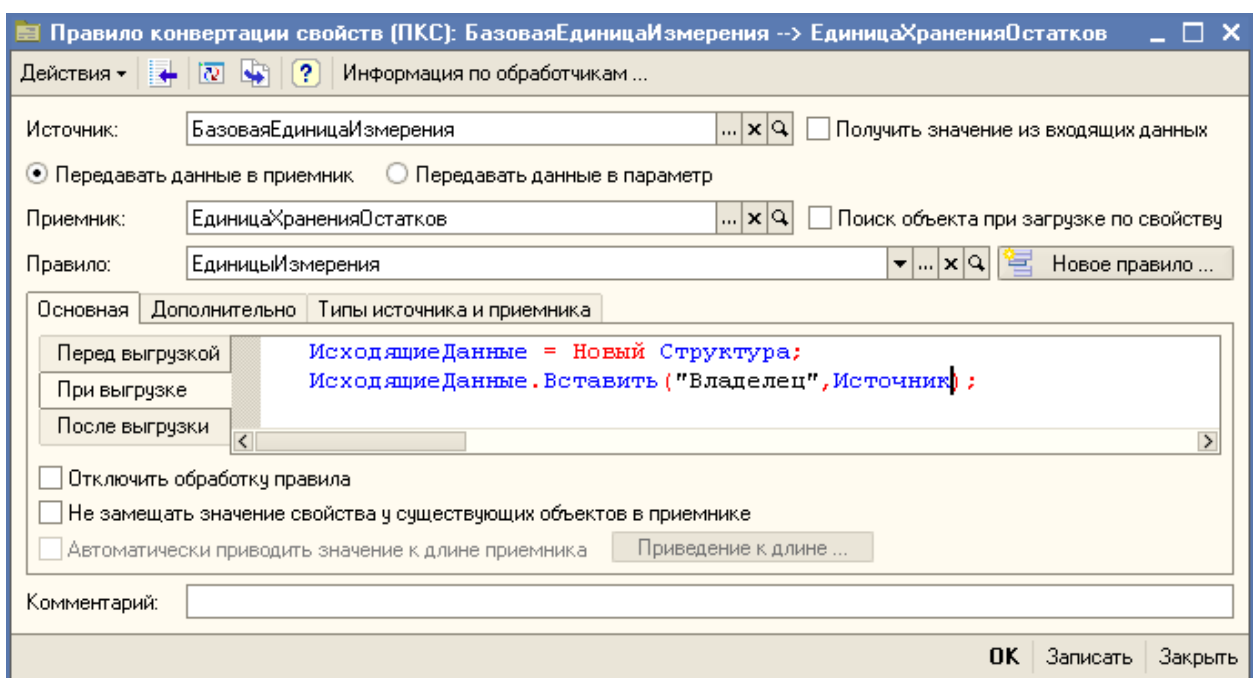 Правило конвертации свойств (ПКС): БазоваяЕдиницаИзмерения --> ЕдиницаХраненияОстатков
Действия ? Информация по обработчикам ...
Источник: БазоваяЕдиницаИзмерения ... Получить значение из входящих данных
Передавать данные в приемник Передавать данные в параметр
Приемник: ЕдиницаХраненияОстатков ... Поиск объекта при загрузке по свойству
Правило: ЕдиницыИзмерения ... Новое правило ...
Основная Дополнительно Типы источника и приемника
Перед выгрузкой
При выгрузке
После выгрузки
ИсходящиеДанные = Новый Структура;
ИсходящиеДанные.Вставить("Владелец",Источник);
Отключить обработку правила
Не замещать значение свойства у существующих объектов в приемнике
Автоматически приводить значение к длине приемника Приведение к длине ...
Комментарий:
OK Записать Закрыть